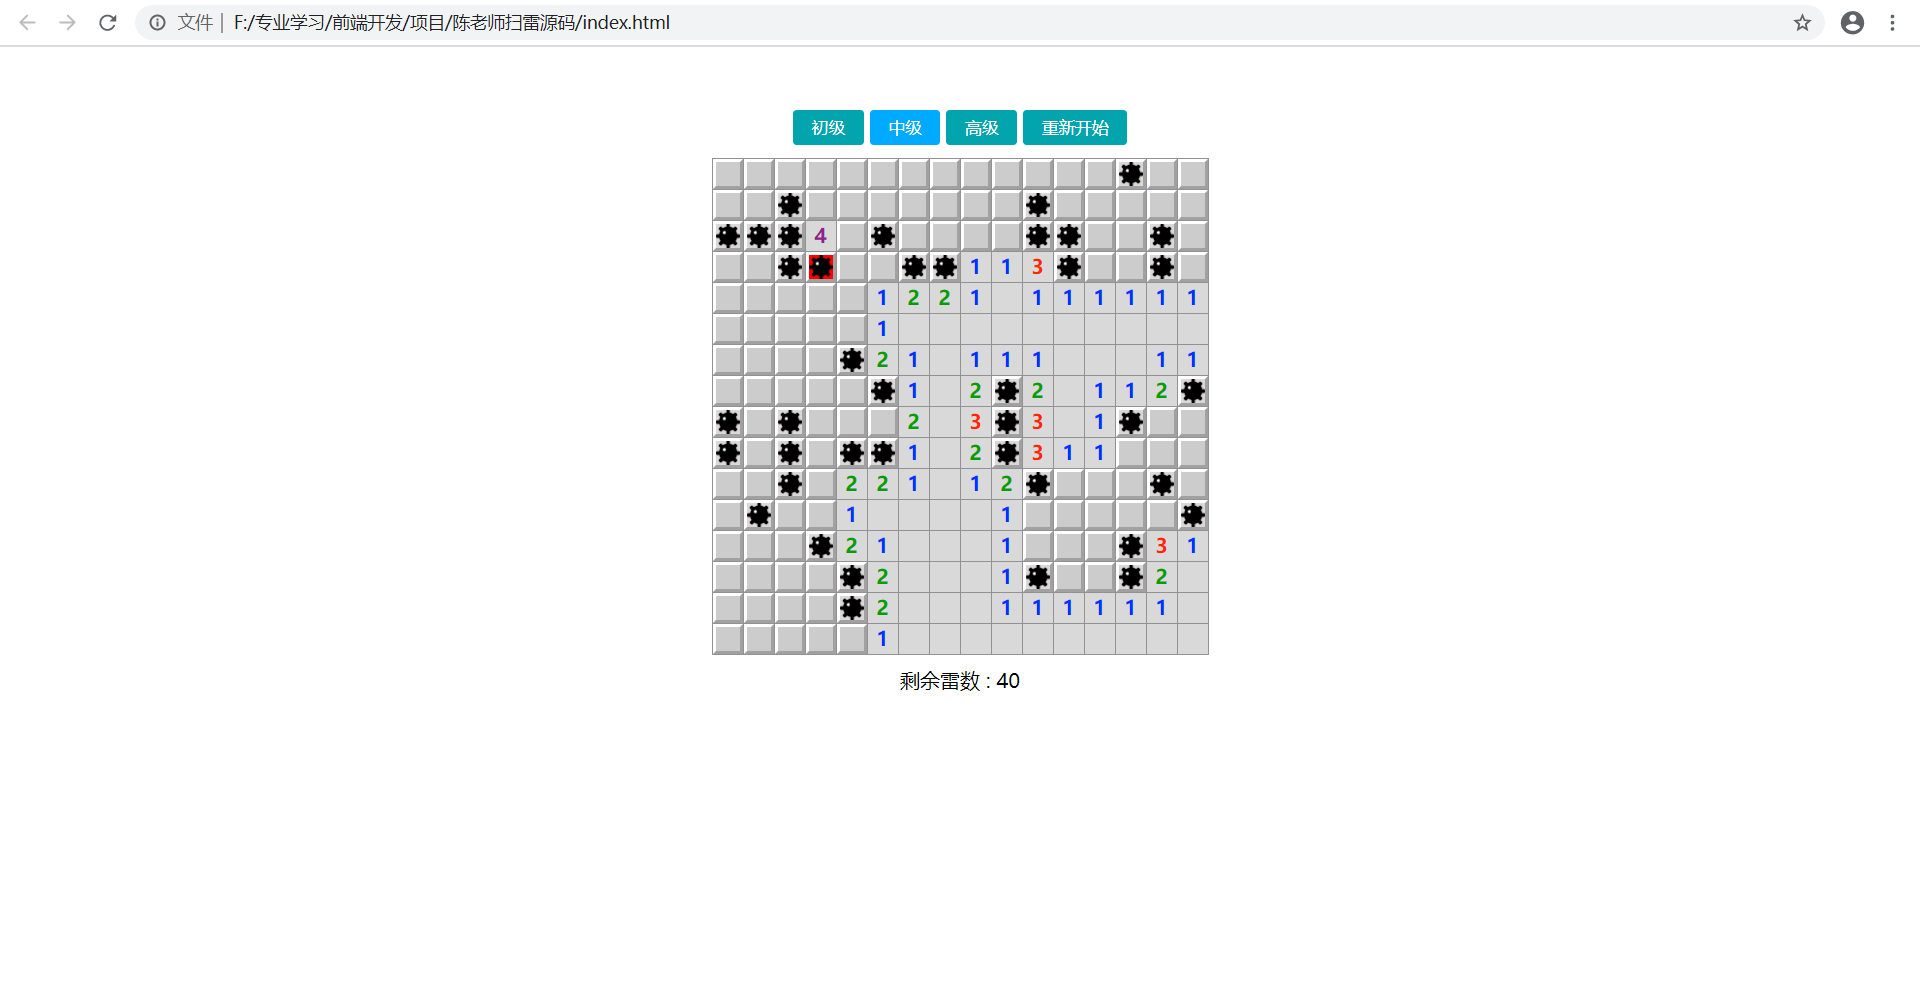 文件 | F:/专业学习/前端开发/项目/陈老师扫雷源码/index.html
初级 中级 高级 重新开始
4
1 1 3
1 2 2 1 1 1 1 1 1 1
1
2 1 1 1 1 1 1
1 2 2 1 1 2
2 3 3 1
1 2 3 1 1
2 2 1 1 2
1 1
2 1 1 3 1
2 1 2
2 1 1 1 1 1 1
1
剩余雷数 : 40